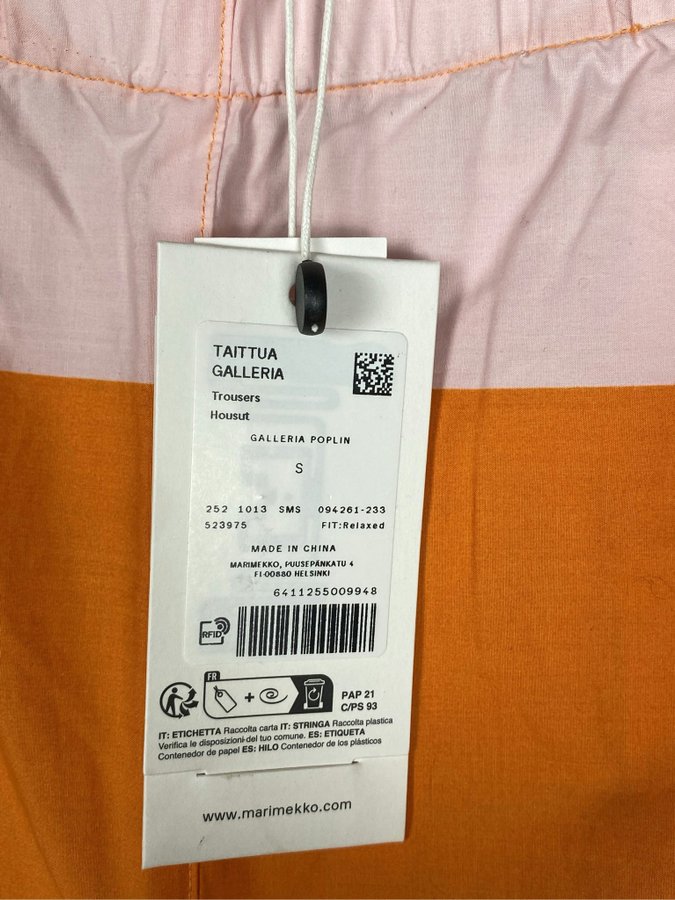 TAITTUA
GALLERIA
Trousers
Housut
GALLERIA POPLIN
S
252 1013 SMS 094261-233
523975 FIT:Relaxed
MADE IN CHINA
MARIMEKKO, PUUSEPÄNKATU 4
FI-00880 HELSINKI
6411255009948
RFID
FR
+
PAP 21
C/PS 93
IT: ETICHETTA Raccolta carta IT: STRINGA Raccolta plastica
Verifica le disposizioni del tuo comune. ES: ETIQUETA
Contenedor de papel ES: HILO Contenedor de los plásticos
www.marimekko.com